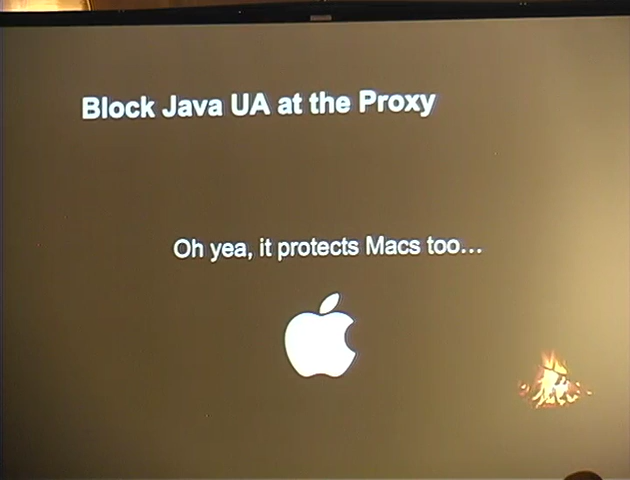 Block Java UA at the Proxy
Oh yea, it protects Macs too...